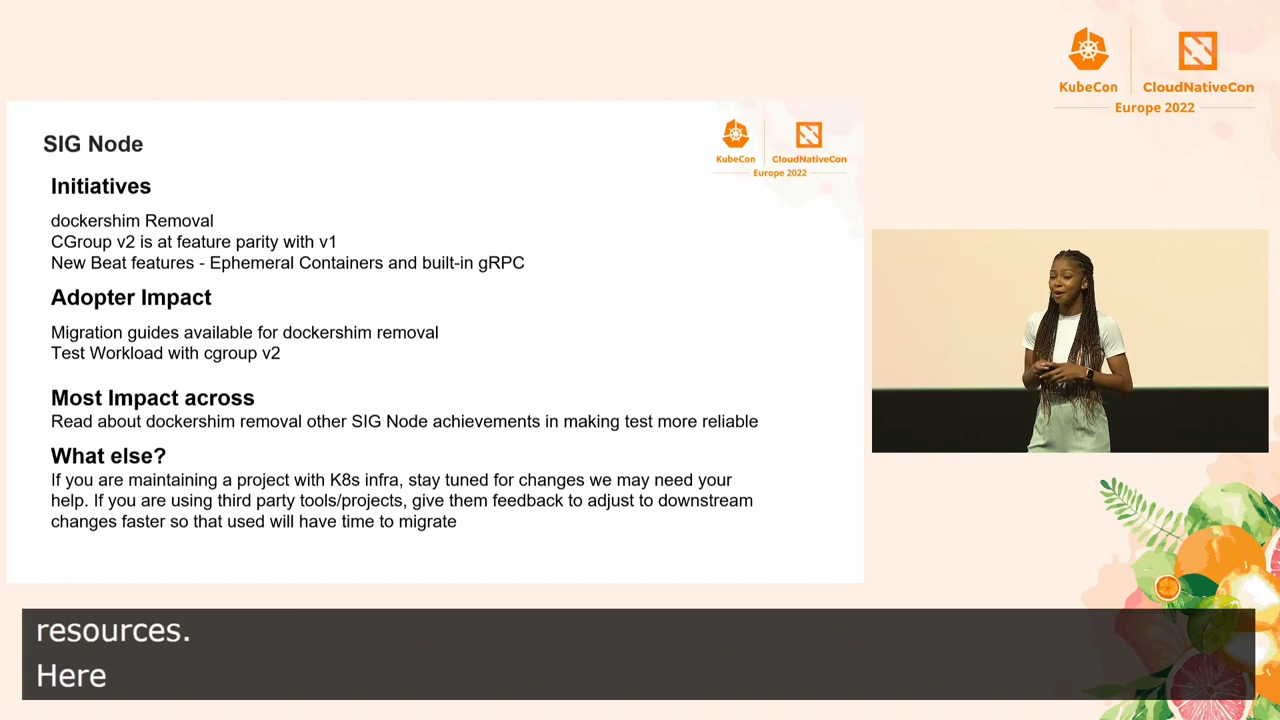 KubeCon
CloudNativeCon
Europe 2022
SIG Node
KubeCon
CloudNativeCon
Europe 2022
Initiatives
dockershim Removal
CGroup v2 is at feature parity with v1
New Beat features - Ephemeral Containers and built-in gRPC
Adopter Impact
Migration guides available for dockershim removal
Test Workload with cgroup v2
Most Impact across
Read about dockershim removal other SIG Node achievements in making test more reliable
What else?
If you are maintaining a project with K8s infra, stay tuned for changes we may need your
help. If you are using third party tools/projects, give them feedback to adjust to downstream
changes faster so that used will have time to migrate
resources.
Here